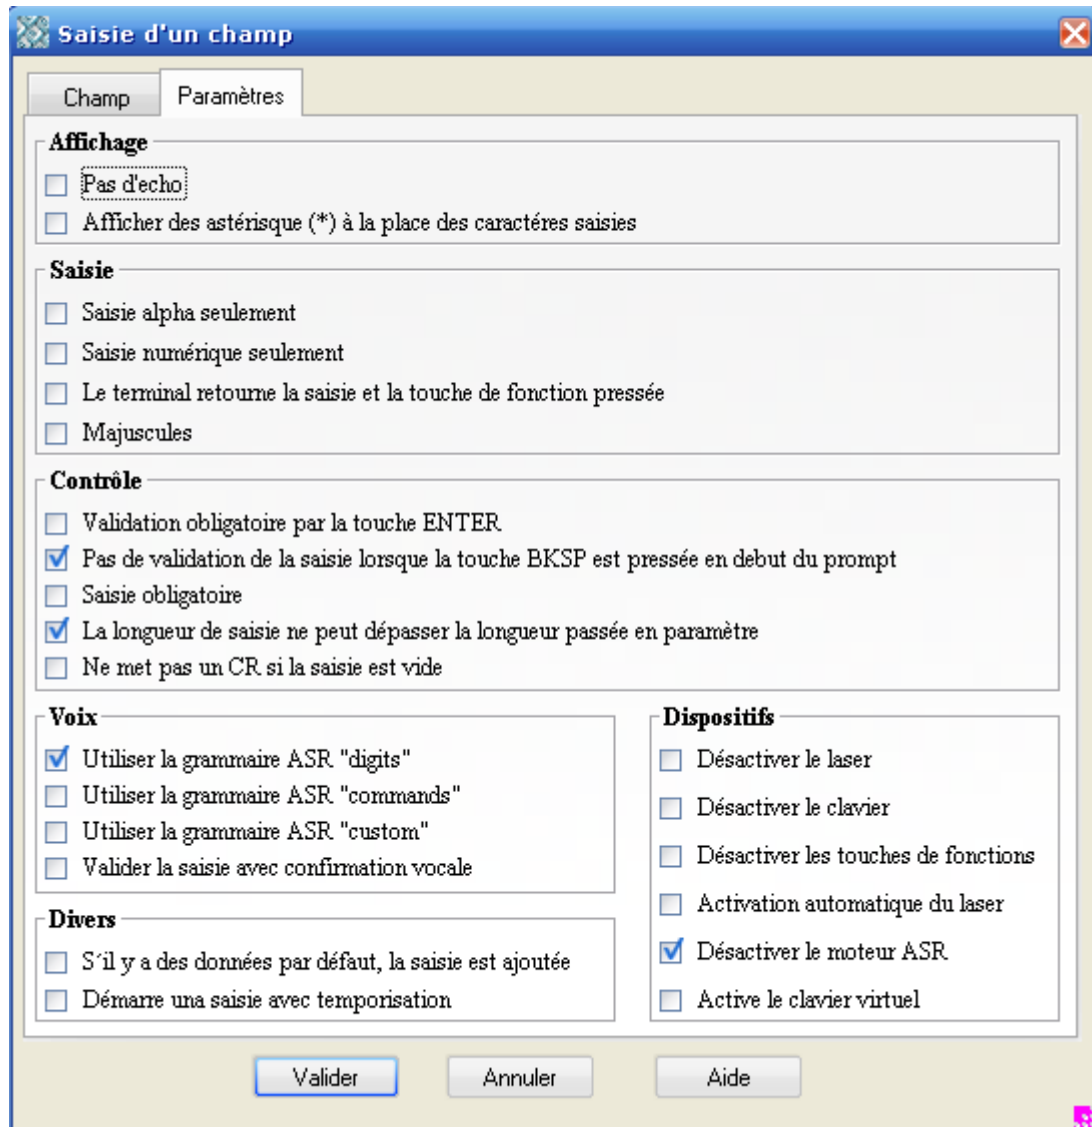 Saisie d'un champ
Champ
Paramètres
Affichage
Pas d'echo
Afficher des astérisque (*) à la place des caractéres saisies
Saisie
Saisie alpha seulement
Saisie numérique seulement
Le terminal retourne la saisie et la touche de fonction pressée
Majuscules
Contrôle
Validation obligatoire par la touche ENTER
Pas de validation de la saisie lorsque la touche BKSP est pressée en debut du prompt
Saisie obligatoire
La longueur de saisie ne peut dépasser la longueur passée en paramètre
Ne met pas un CR si la saisie est vide
Voix
Utiliser la grammaire ASR "digits"
Utiliser la grammaire ASR "commands"
Utiliser la grammaire ASR "custom"
Valider la saisie avec confirmation vocale
Divers
S´il y a des données par défaut, la saisie est ajoutée
Démarre una saisie avec temporisation
Dispositifs
Désactiver le laser
Désactiver le clavier
Désactiver les touches de fonctions
Activation automatique du laser
Désactiver le moteur ASR
Active le clavier virtuel
Valider
Annuler
Aide